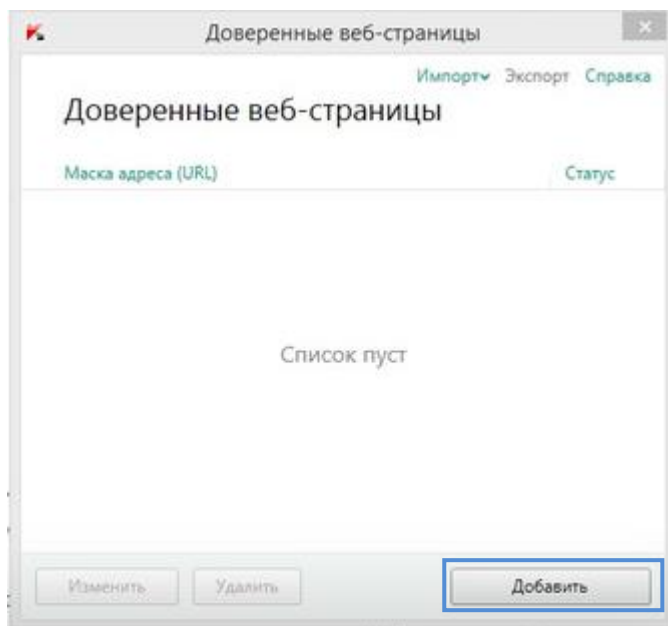 Доверенные веб-страницы
Импорт Экспорт Справка
Доверенные веб-страницы
Маска адреса (URL) Статус
Список пуст
Изменить Удалить Добавить